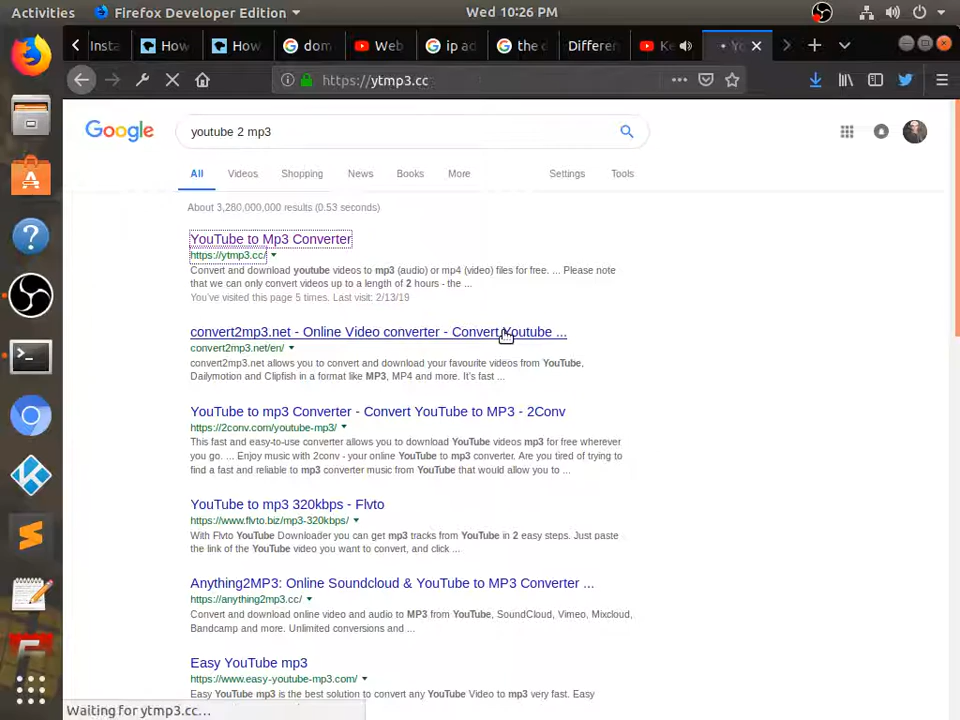 Activities
Firefox Developer Edition
Wed 10:26 PM
Insta
How
How
dom
Web
ip ad
the d
Differen
Ke
Yo
https://ytmp3.cc
Google
youtube 2 mp3
All
Videos
Shopping
News
Books
More
Settings
Tools
About 3,280,000,000 results (0.53 seconds)
YouTube to Mp3 Converter
https://ytmp3.cc/
Convert and download youtube videos to mp3 (audio) or mp4 (video) files for free. ... Please note
that we can only convert videos up to a length of 2 hours - the ...
You've visited this page 5 times. Last visit: 2/13/19
convert2mp3.net - Online Video converter - Convert Youtube ...
convert2mp3.net/en/
convert2mp3.net allows you to convert and download your favourite videos from YouTube,
Dailymotion and Clipfish in a format like MP3, MP4 and more. It's fast ...
YouTube to mp3 Converter - Convert YouTube to MP3 - 2Conv
https://2conv.com/youtube-mp3/
This fast and easy-to-use converter allows you to download YouTube videos mp3 for free wherever
you go. ... Enjoy music with 2conv - your online YouTube to mp3 converter. Are you tired of trying to
find a fast and reliable to mp3 converter music from YouTube that would allow you to ...
YouTube to mp3 320kbps - Flvto
https://www.flvto.biz/mp3-320kbps/
With Flvto YouTube Downloader you can get mp3 tracks from YouTube in 2 easy steps. Just paste
the link of the YouTube video you want to convert, and click ...
Anything2MP3: Online Soundcloud & YouTube to MP3 Converter ...
https://anything2mp3.cc/
Convert and download online video and audio to MP3 from YouTube, SoundCloud, Vimeo, Mixcloud,
Bandcamp and more. Unlimited conversions and ...
Easy YouTube mp3
https://www.easy-youtube-mp3.com/
Easy YouTube mp3 is the best solution to convert any YouTube Video to mp3 very fast. Easy
Waiting for ytmp3.cc…